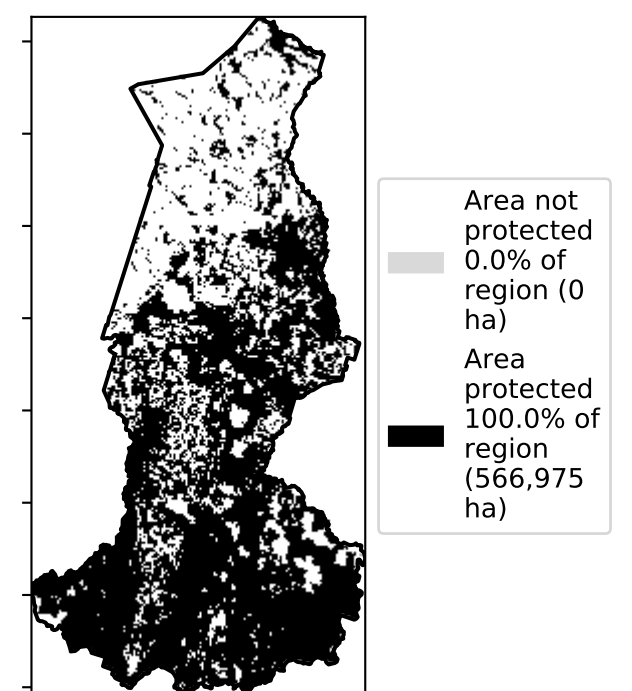 Area not
protected
0.0% of
region (0
ha)
Area
protected
100.0% of
region
(566,975
ha)